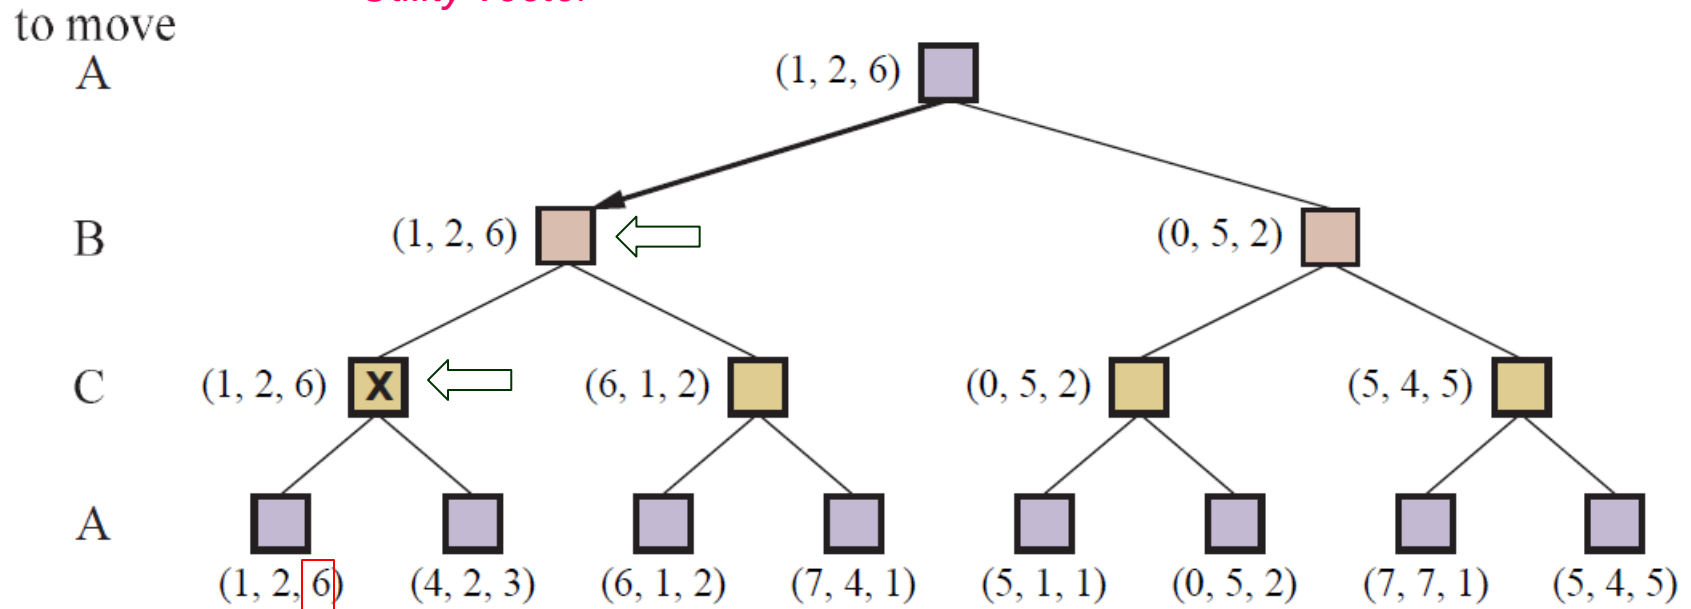 to move
A (1, 2, 6)
B (1, 2, 6) (0, 5, 2)
C (1, 2, 6) X (6, 1, 2) (0, 5, 2) (5, 4, 5)
A
(1, 2, 6) (4, 2, 3) (6, 1, 2) (7, 4, 1) (5, 1, 1) (0, 5, 2) (7, 7, 1) (5, 4, 5)